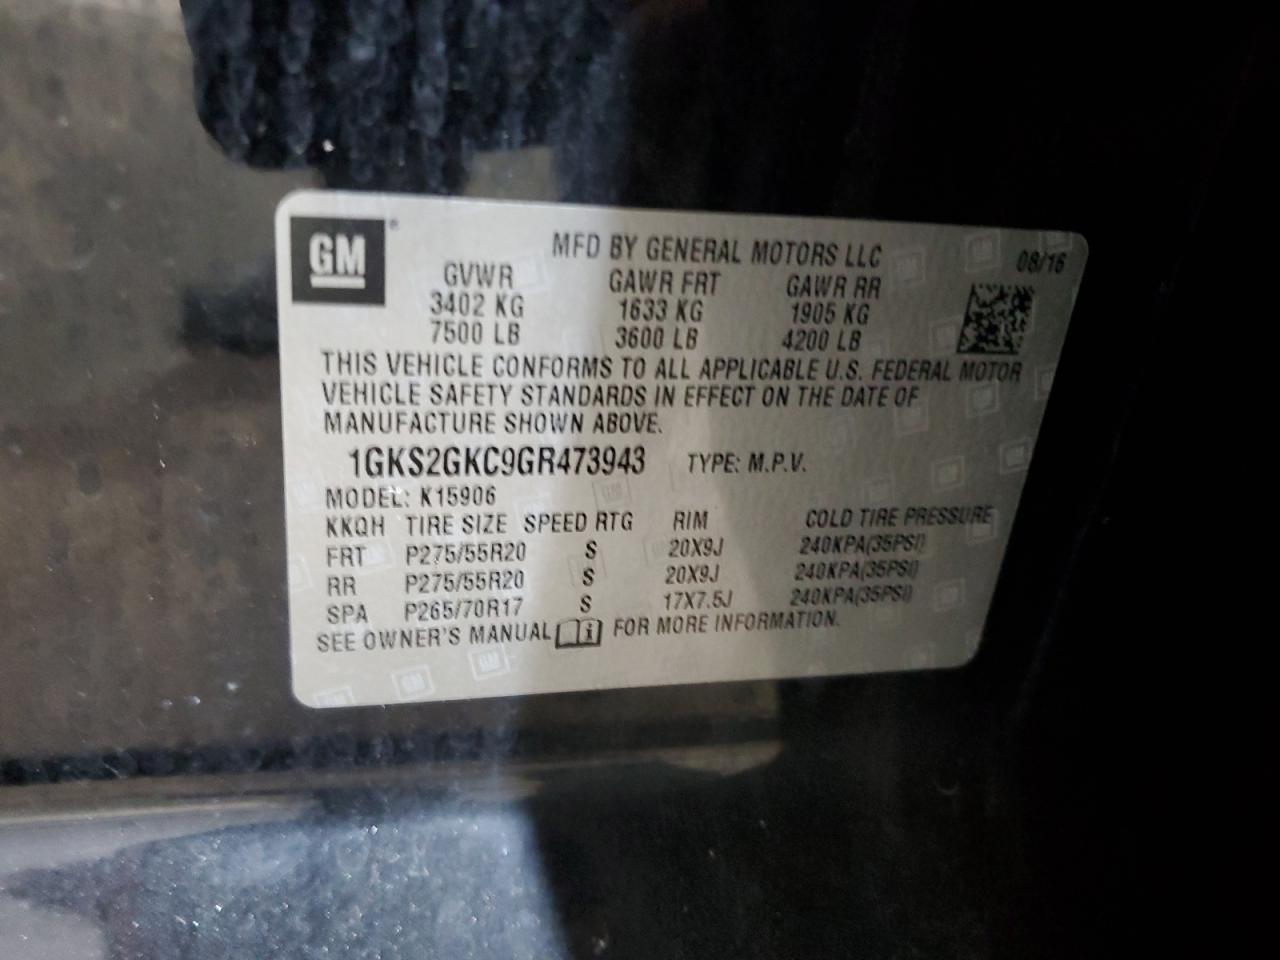 GM ®
MFD BY GENERAL MOTORS LLC 08/16
GVWR GAWR FRT GAWR RR
3402 KG 1633 KG 1905 KG
7500 LB 3600 LB 4200 LB
THIS VEHICLE CONFORMS TO ALL APPLICABLE U.S. FEDERAL MOTOR
VEHICLE SAFETY STANDARDS IN EFFECT ON THE DATE OF
MANUFACTURE SHOWN ABOVE.
1GKS2GKC9GR473943 TYPE: M.P.V.
MODEL: K15906
KKQH TIRE SIZE SPEED RTG RIM COLD TIRE PRESSURE
FRT P275/55R20 S 20X9J 240KPA(35PSI)
RR P275/55R20 S 20X9J 240KPA(35PSI)
SPA P265/70R17 S 17X7.5J 240KPA(35PSI)
SEE OWNER'S MANUAL i FOR MORE INFORMATION.